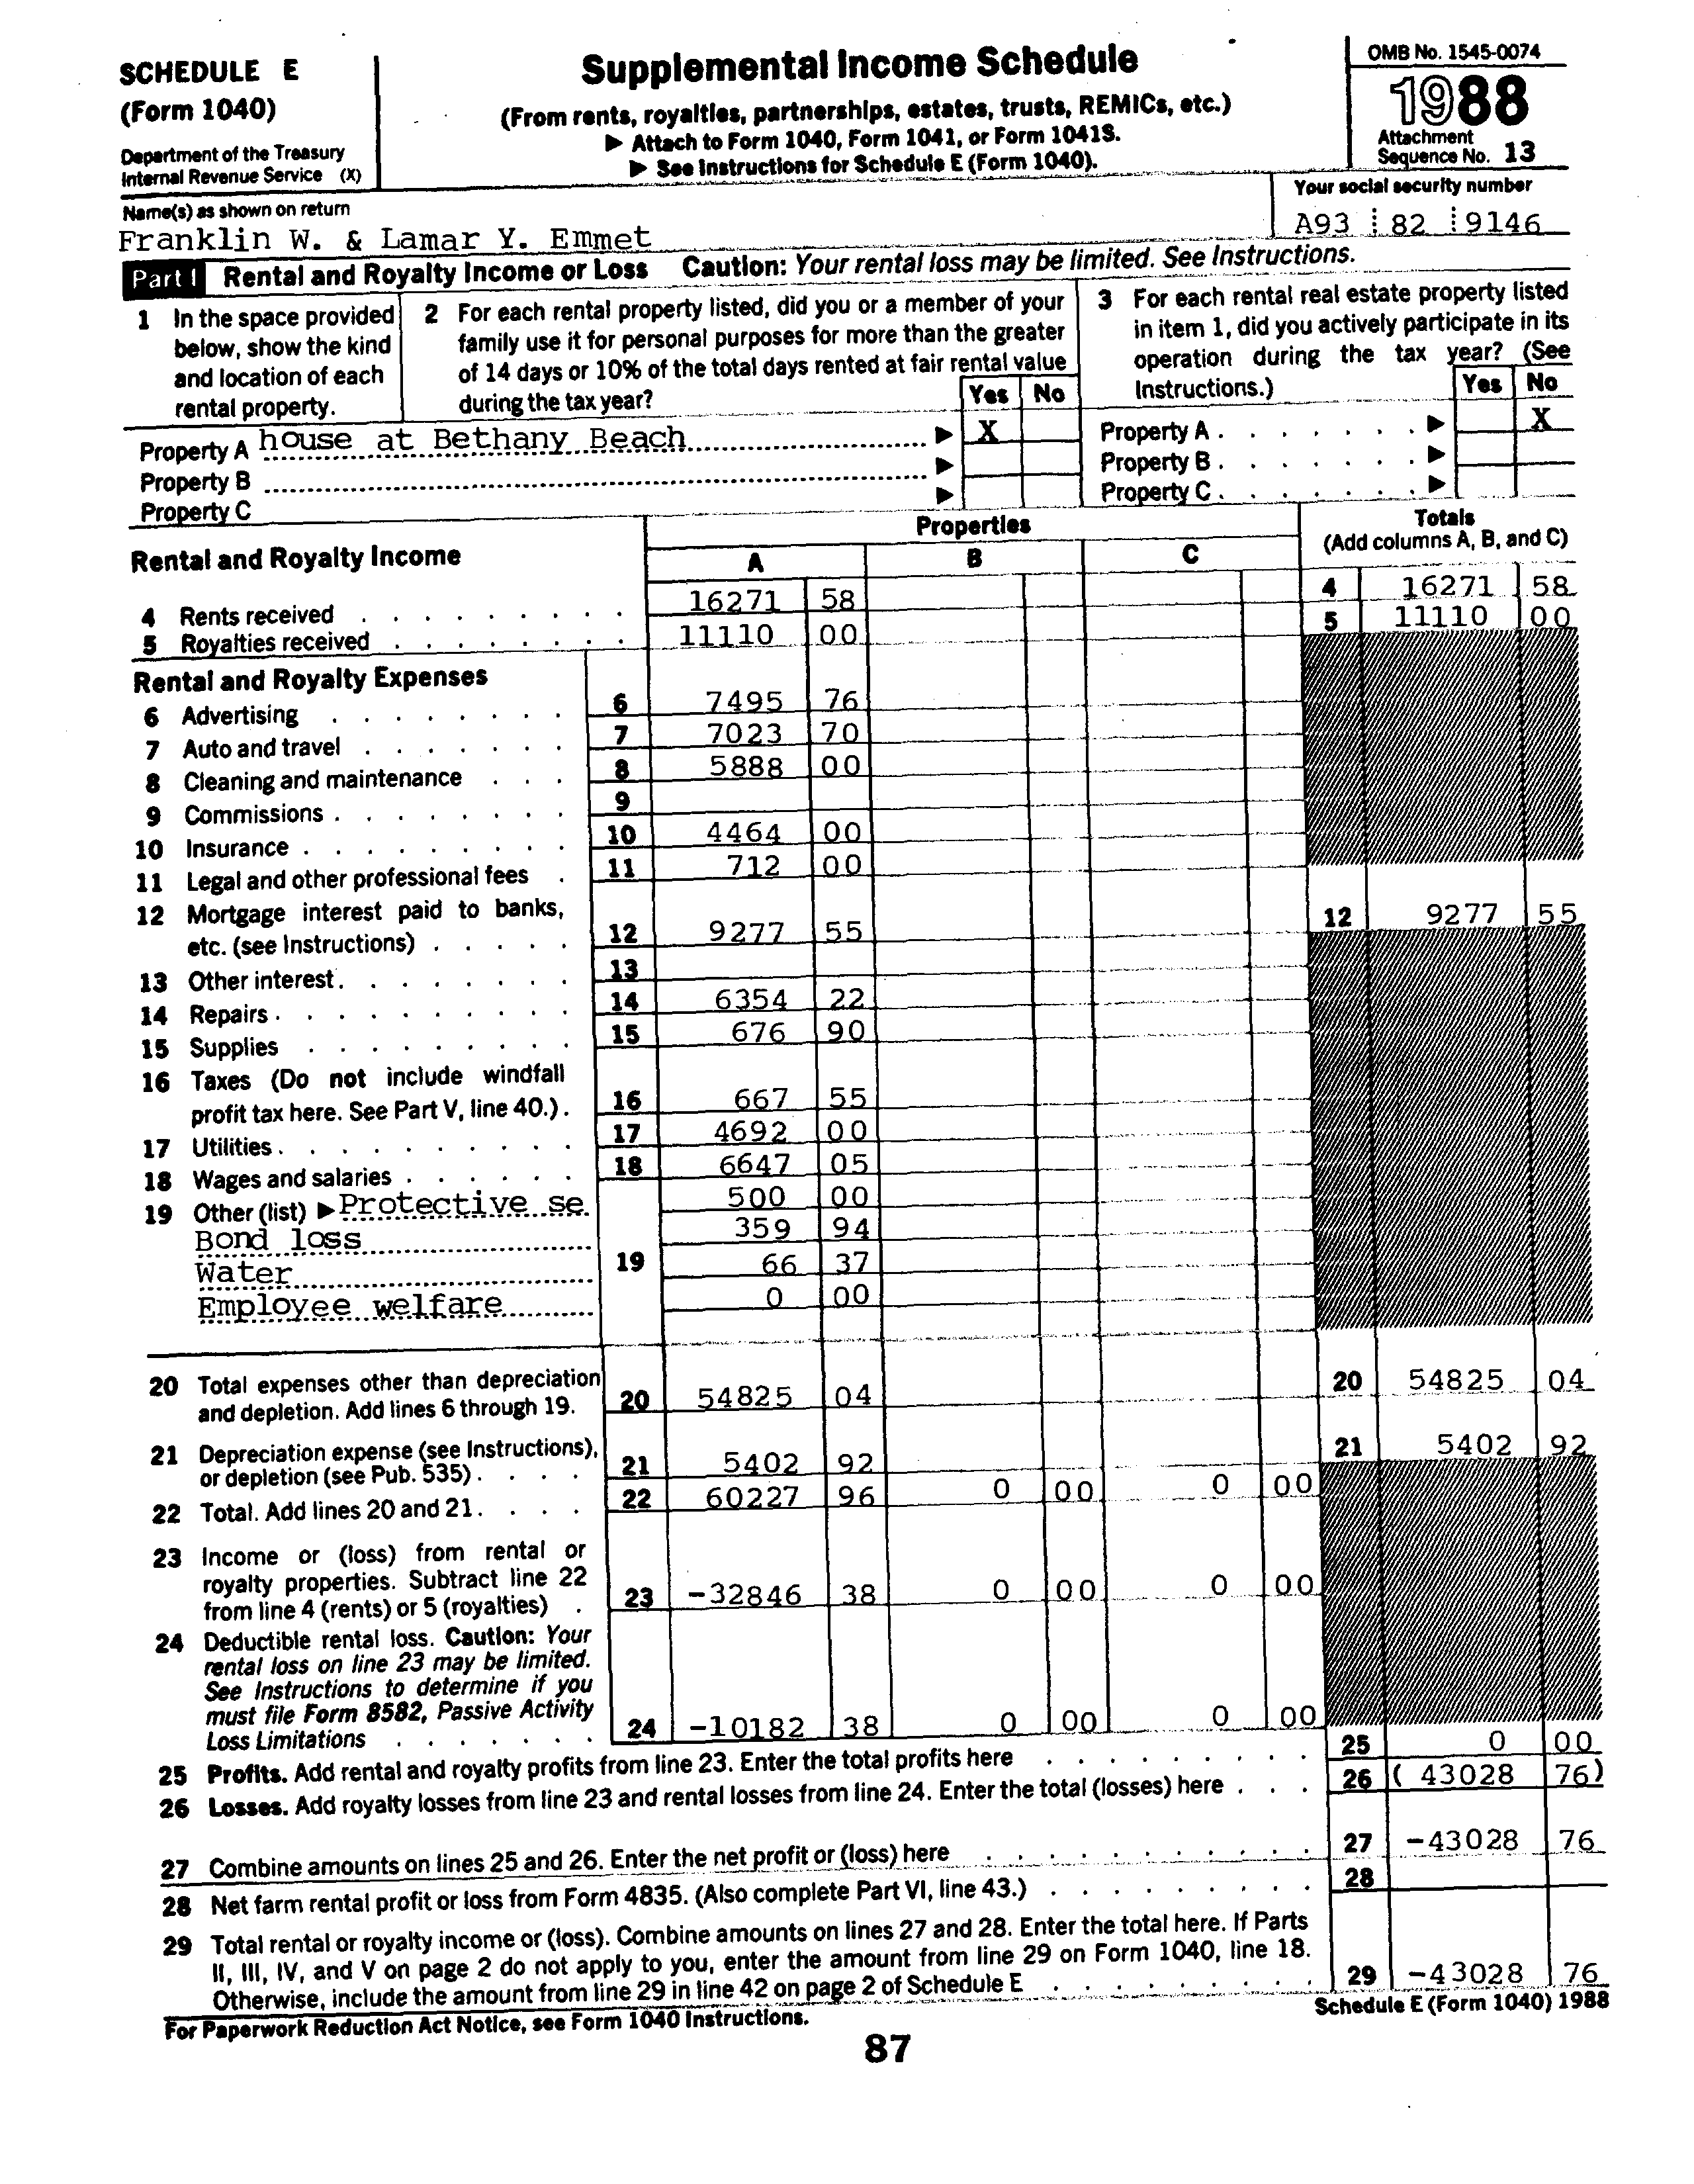 SCHEDULE E
(Form 1040)
Department of the Treasury
Internal Revenue Service (X)
Supplemental Income Schedule
(From rents, royalties, partnerships, estates, trusts, REMICs, etc.)
▶ Attach to Form 1040, Form 1041, or Form 1041S.
▶ See Instructions for Schedule E (Form 1040).
OMB No. 1545-0074
1988
Attachment
Sequence No. 13
Name(s) as shown on return
Franklin W. & Lamar Y. Emmet
Your social security number
A93 82 9146
Part I Rental and Royalty Income or Loss Caution: Your rental loss may be limited. See Instructions.
1 In the space provided
below, show the kind
and location of each
rental property.
2 For each rental property listed, did you or a member of your
family use it for personal purposes for more than the greater
of 14 days or 10% of the total days rented at fair rental value
during the tax year?
Yes No
3 For each rental real estate property listed
in item 1, did you actively participate in its
operation during the tax year? (See
Instructions.)
Yes No
Property A house at Bethany Beach ▶ X
Property B ▶
Property C ▶
Property A . . . . . . . ▶ X
Property B . . . . . . . ▶
Property C . . . . . . . ▶
Rental and Royalty Income
Properties
A B C
Totals
(Add columns A, B, and C)
4 Rents received . . . . . . . . 16271 58 4 16271 58
5 Royalties received . . . . . . . 11110 00 5 11110 00
Rental and Royalty Expenses
6 Advertising . . . . . . . . 6 7495 76
7 Auto and travel . . . . . . . 7 7023 70
8 Cleaning and maintenance . . . 8 5888 00
9 Commissions . . . . . . . . 9
10 Insurance . . . . . . . . . 10 4464 00
11 Legal and other professional fees . 11 712 00
12 Mortgage interest paid to banks,
etc. (see Instructions) . . . . . 12 9277 55 12 9277 55
13 Other interest . . . . . . . . 13
14 Repairs . . . . . . . . . . 14 6354 22
15 Supplies . . . . . . . . . 15 676 90
16 Taxes (Do not include windfall
profit tax here. See Part V, line 40.) . 16 667 55
17 Utilities . . . . . . . . . . 17 4692 00
18 Wages and salaries . . . . . . 18 6647 05
19 Other (list) ▶ Protective se 500 00
Bond loss 359 94
Water 19 66 37
Employee welfare 0 00
20 Total expenses other than depreciation
and depletion. Add lines 6 through 19. 20 54825 04 20 54825 04
21 Depreciation expense (see Instructions),
or depletion (see Pub. 535) . . . . 21 5402 92 21 5402 92
22 Total. Add lines 20 and 21 . . . . 22 60227 96 0 00 0 00
23 Income or (loss) from rental or
royalty properties. Subtract line 22
from line 4 (rents) or 5 (royalties) . 23 -32846 38 0 00 0 00
24 Deductible rental loss. Caution: Your
rental loss on line 23 may be limited.
See Instructions to determine if you
must file Form 8582, Passive Activity
Loss Limitations . . . . . . . 24 -10182 38 0 00 0 00
25 Profits. Add rental and royalty profits from line 23. Enter the total profits here . . . . . . . . . 25 0 00
26 Losses. Add royalty losses from line 23 and rental losses from line 24. Enter the total (losses) here . . . 26 ( 43028 76)
27 Combine amounts on lines 25 and 26. Enter the net profit or (loss) here . . . . . . . . . . . 27 -43028 76
28 Net farm rental profit or loss from Form 4835. (Also complete Part VI, line 43.) . . . . . . . . . 28
29 Total rental or royalty income or (loss). Combine amounts on lines 27 and 28. Enter the total here. If Parts
II, III, IV, and V on page 2 do not apply to you, enter the amount from line 29 on Form 1040, line 18.
Otherwise, include the amount from line 29 in line 42 on page 2 of Schedule E . . . . . . . . . 29 -43028 76
For Paperwork Reduction Act Notice, see Form 1040 Instructions.
Schedule E (Form 1040) 1988
87